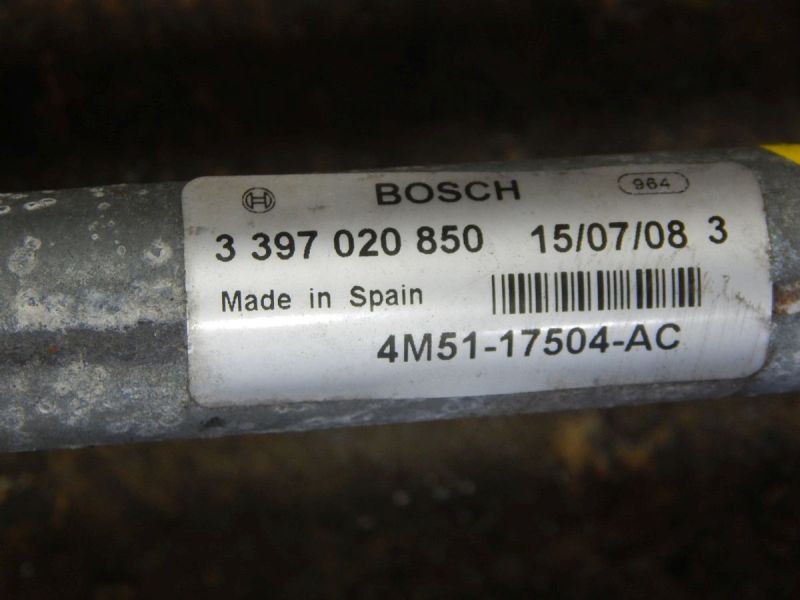 BOSCH 964
3 397 020 850 15/07/08 3
Made in Spain
4M51-17504-AC